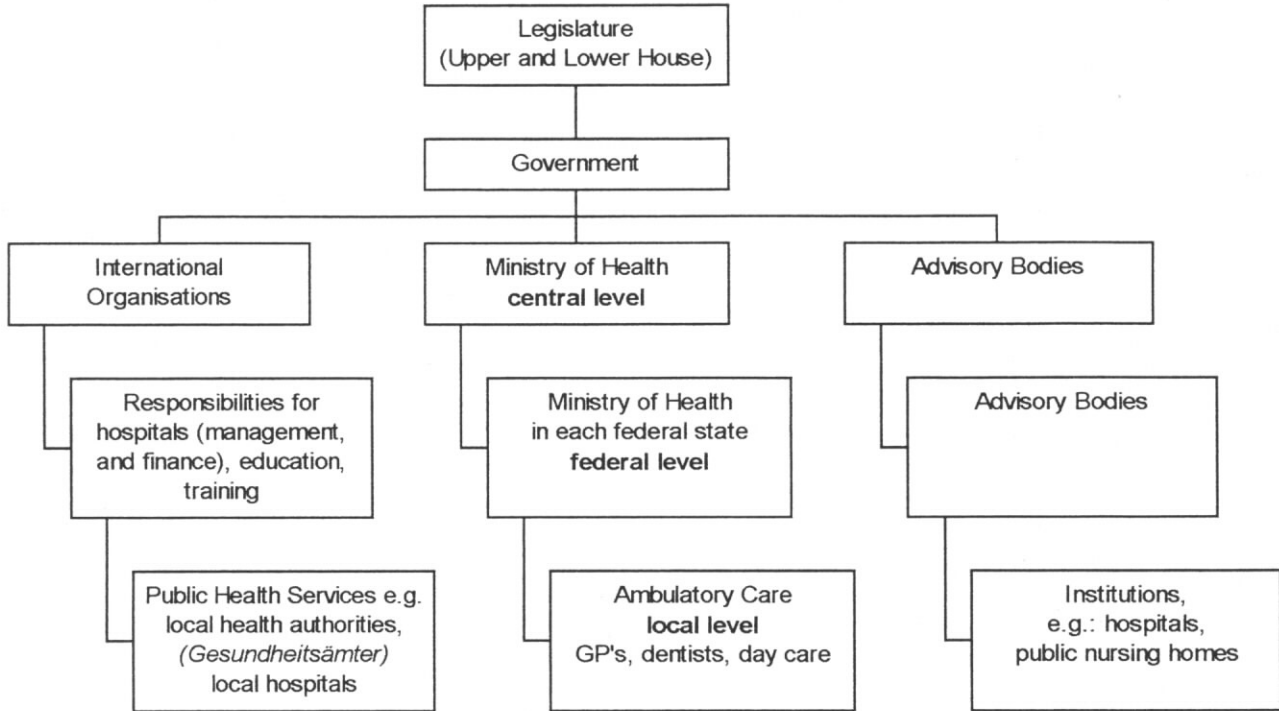 Legislature
(Upper and Lower House)
Government
International
Organisations
Ministry of Health
central level
Advisory Bodies
Responsibilities for
hospitals (management,
and finance), education,
training
Ministry of Health
in each federal state
federal level
Advisory Bodies
Public Health Services e.g.
local health authorities,
(Gesundheitsämter)
local hospitals
Ambulatory Care
local level
GP's, dentists, day care
Institutions,
e.g.: hospitals,
public nursing homes